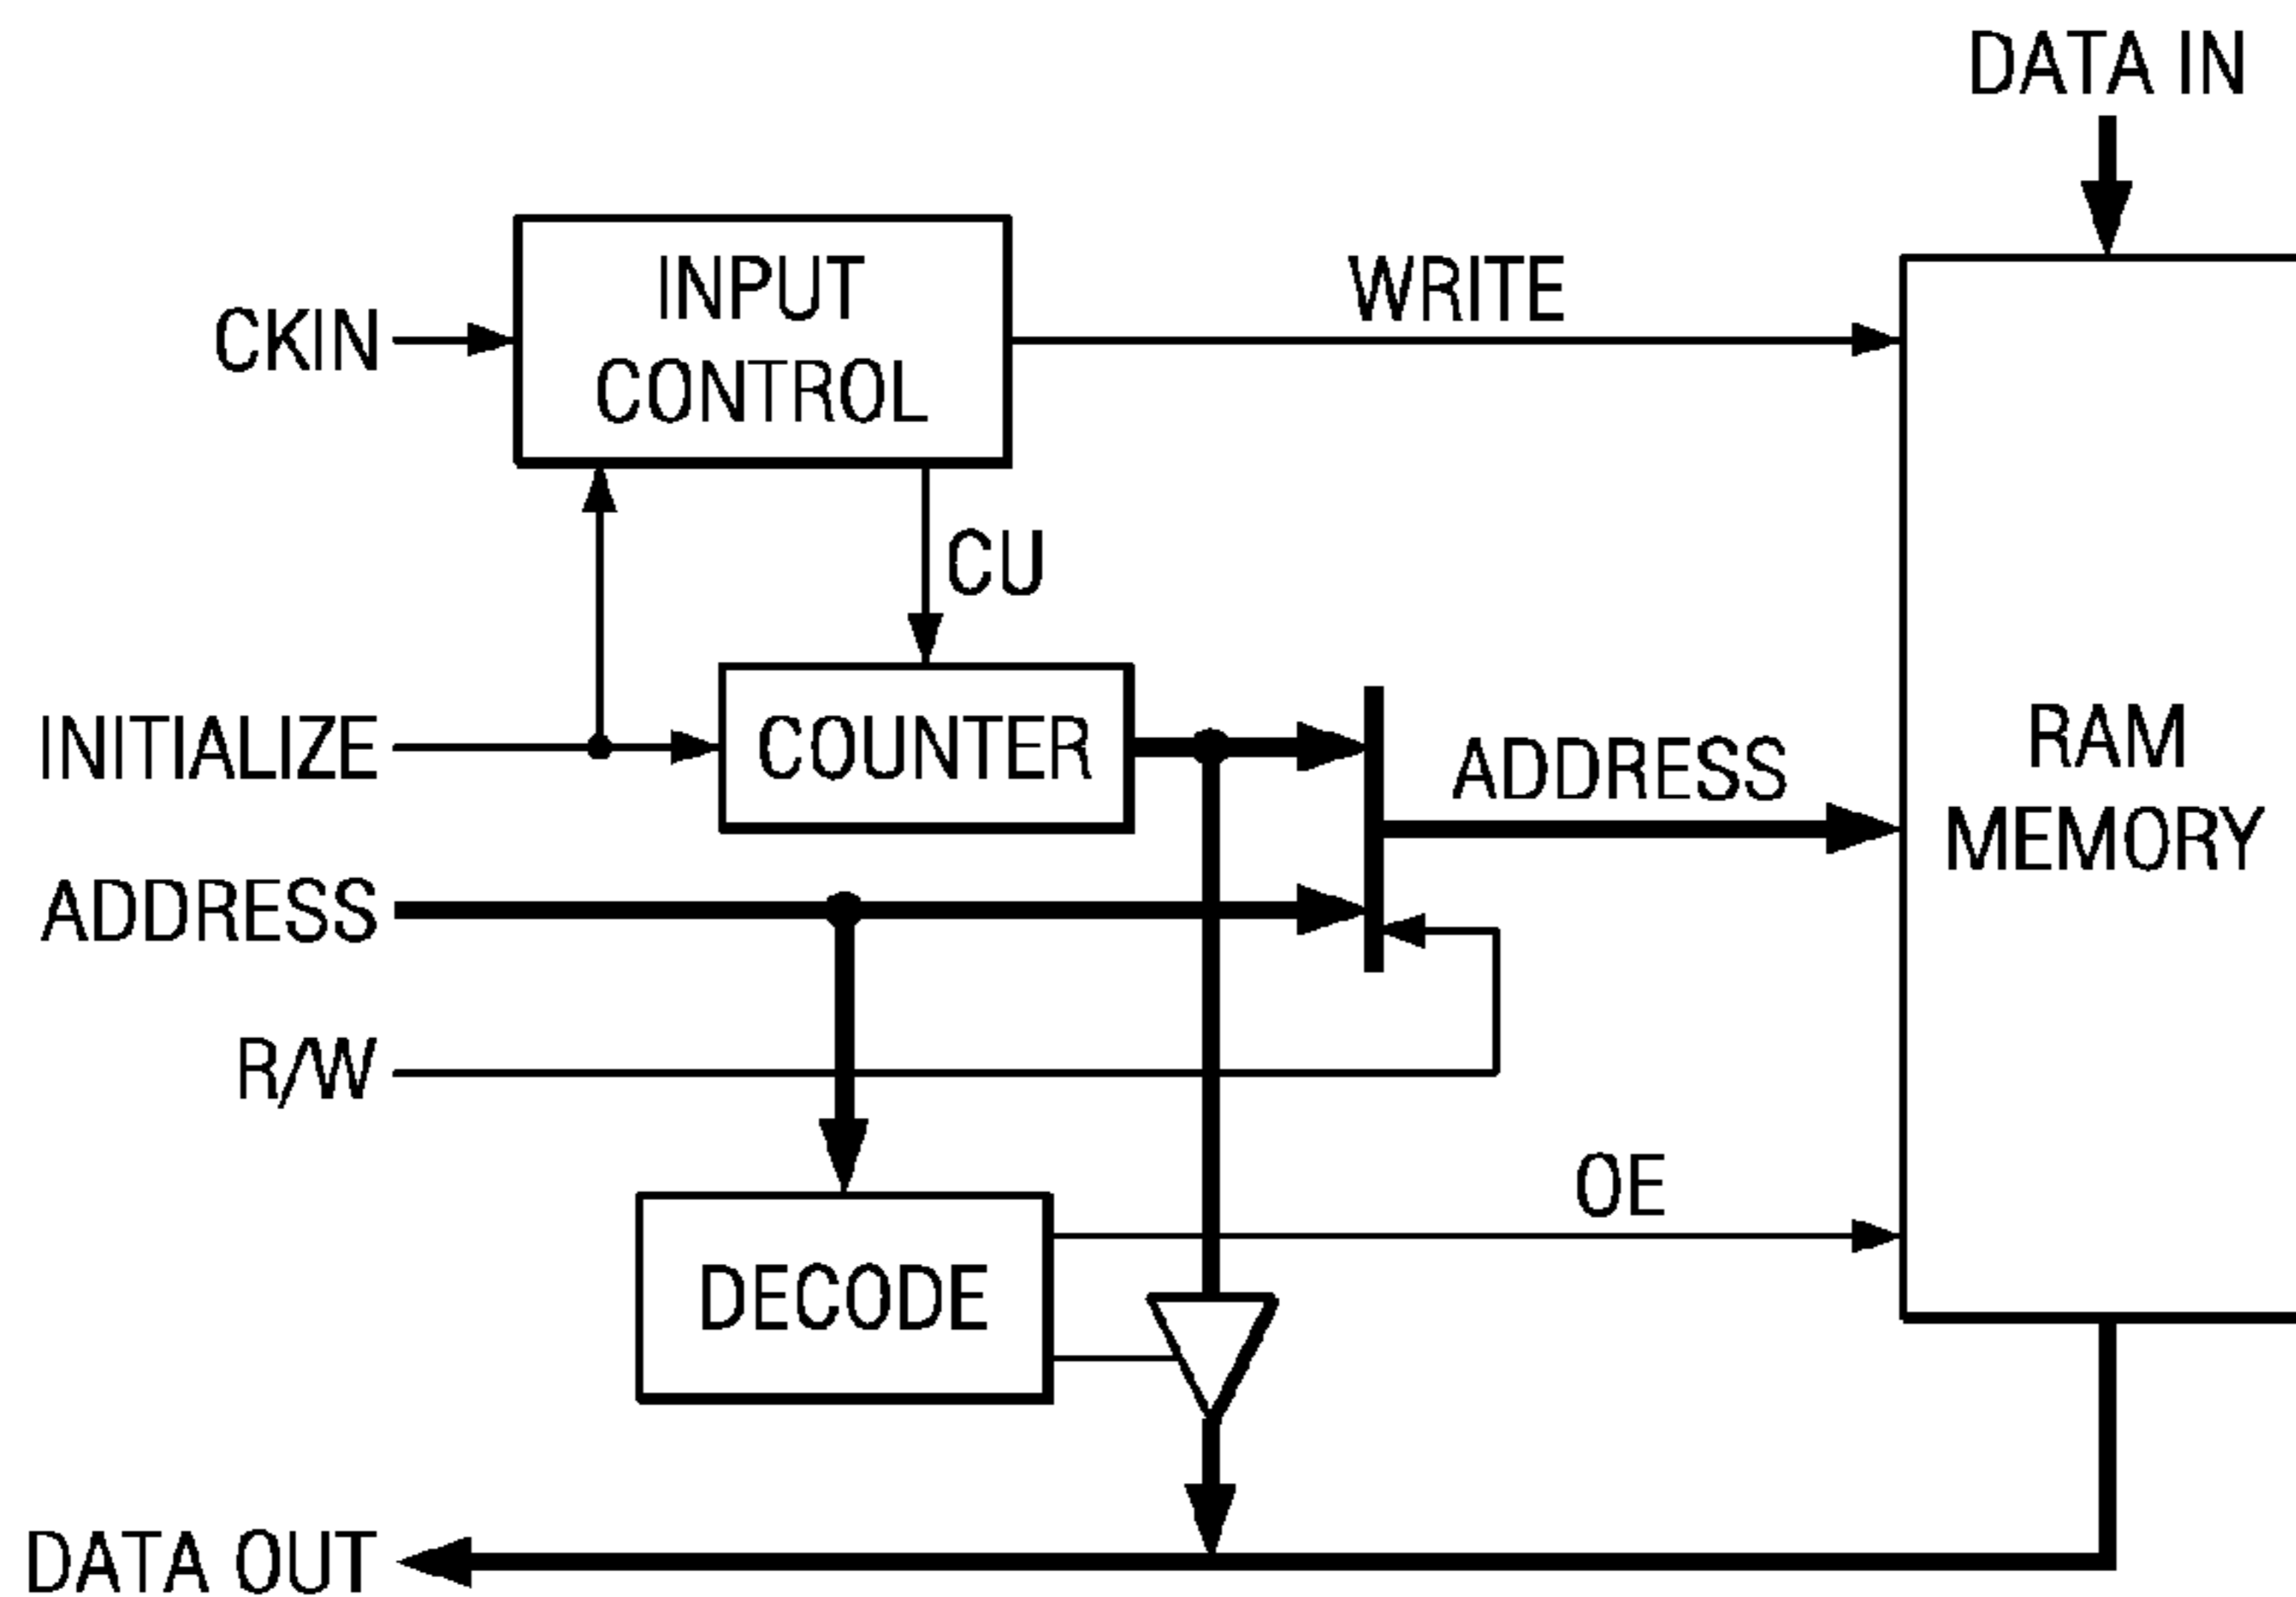 DATA IN
INPUT
CONTROL
WRITE
CKIN
CU
INITIALIZE
COUNTER
ADDRESS
RAM
MEMORY
ADDRESS
R/W
OE
DECODE
DATA OUT